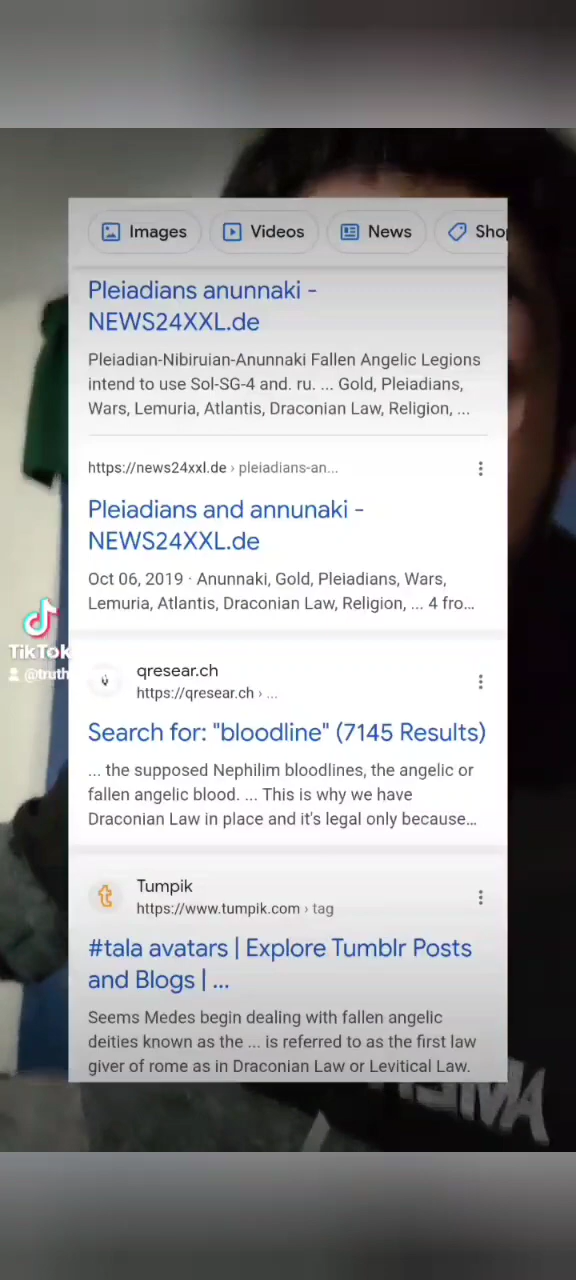 Images
Videos
News
Pleiadians anunnaki -
NEWS24XXL.de
Pleiadian-Nibiruian-Anunnaki Fallen Angelic Legions
intend to use Sol-SG-4 and. ru. ... Gold, Pleiadians,
Wars, Lemuria, Atlantis, Draconian Law, Religion, ...
https://news24xxl.de › pleiadians-an...
Pleiadians and annunaki -
NEWS24XXL.de
Oct 06, 2019 · Anunnaki, Gold, Pleiadians, Wars,
Lemuria, Atlantis, Draconian Law, Religion, ... 4 fro...
TikTok
@truth
qresear.ch
https://qresear.ch › ...
Search for: "bloodline" (7145 Results)
... the supposed Nephilim bloodlines, the angelic or
fallen angelic blood. ... This is why we have
Draconian Law in place and it's legal only because...
Tumpik
https://www.tumpik.com › tag
#tala avatars | Explore Tumblr Posts
and Blogs | ...
Seems Medes begin dealing with fallen angelic
deities known as the ... is referred to as the first law
giver of rome as in Draconian Law or Levitical Law.